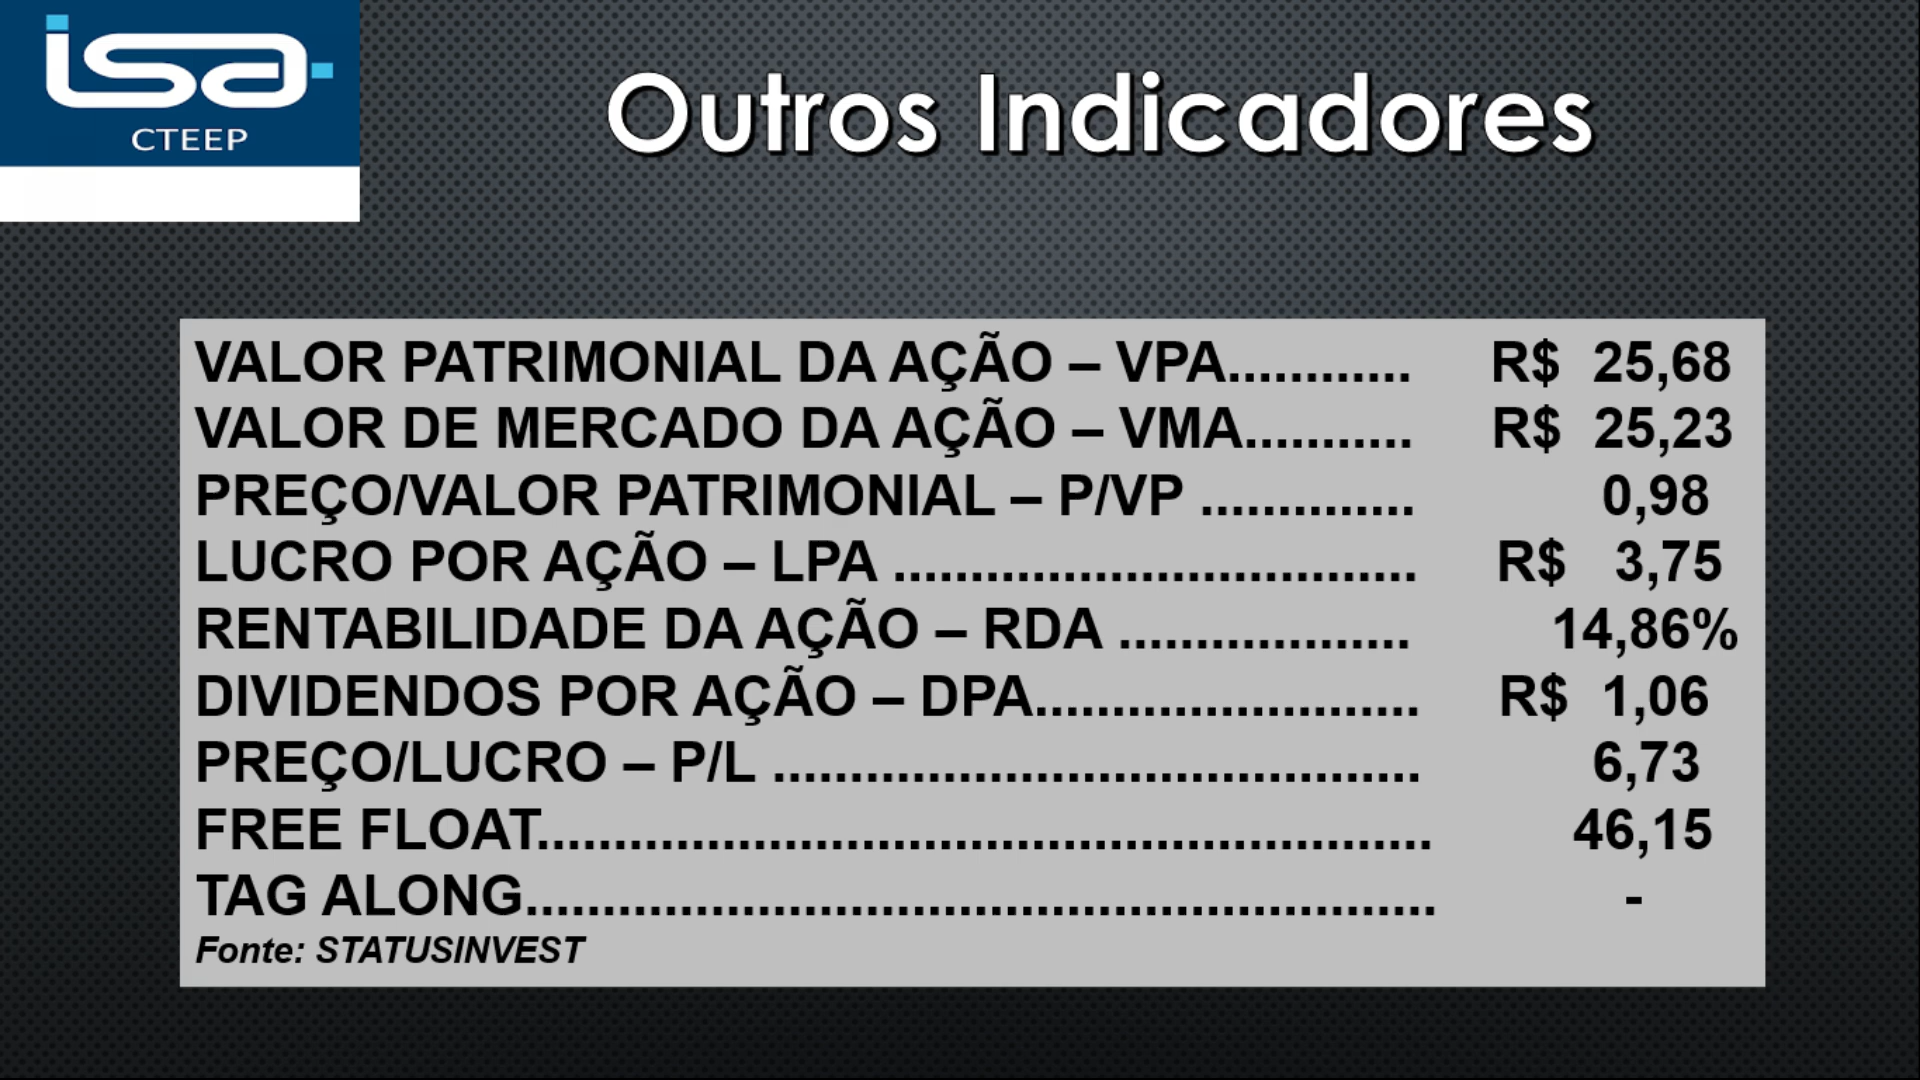 isa
CTEEP
Outros Indicadores
VALOR PATRIMONIAL DA AÇÃO – VPA............ R$ 25,68
VALOR DE MERCADO DA AÇÃO – VMA........... R$ 25,23
PREÇO/VALOR PATRIMONIAL – P/VP .............. 0,98
LUCRO POR AÇÃO – LPA .................................. R$ 3,75
RENTABILIDADE DA AÇÃO – RDA ................... 14,86%
DIVIDENDOS POR AÇÃO – DPA......................... R$ 1,06
PREÇO/LUCRO – P/L .......................................... 6,73
FREE FLOAT.......................................................... 46,15
TAG ALONG........................................................... -
Fonte: STATUSINVEST